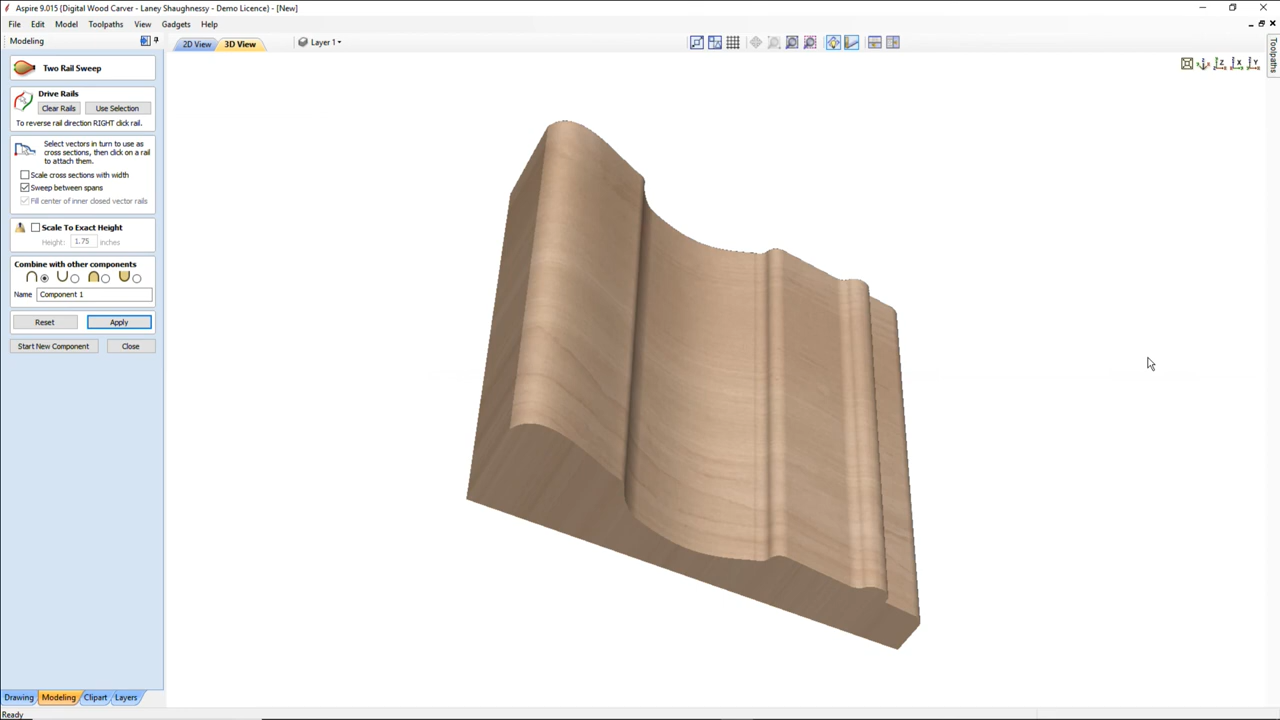 Aspire 9.015 (Digital Wood Carver - Laney Shaughnessy - Demo Licence) - [New]
File Edit Model Toolpaths View Gadgets Help
Modeling
2D View 3D View Layer 1
Two Rail Sweep
Drive Rails
Clear Rails Use Selection
To reverse rail direction RIGHT click rail.
Select vectors in turn to use as
cross sections, then click on a rail
to attach them.
Scale cross sections with width
Sweep between spans
Fill center of inner closed vector rails
Scale To Exact Height
Height: 1.75 inches
Combine with other components
Name Component 1
Reset Apply
Start New Component Close
Toolpaths
Z X Y
Drawing Modeling Clipart Layers
Ready